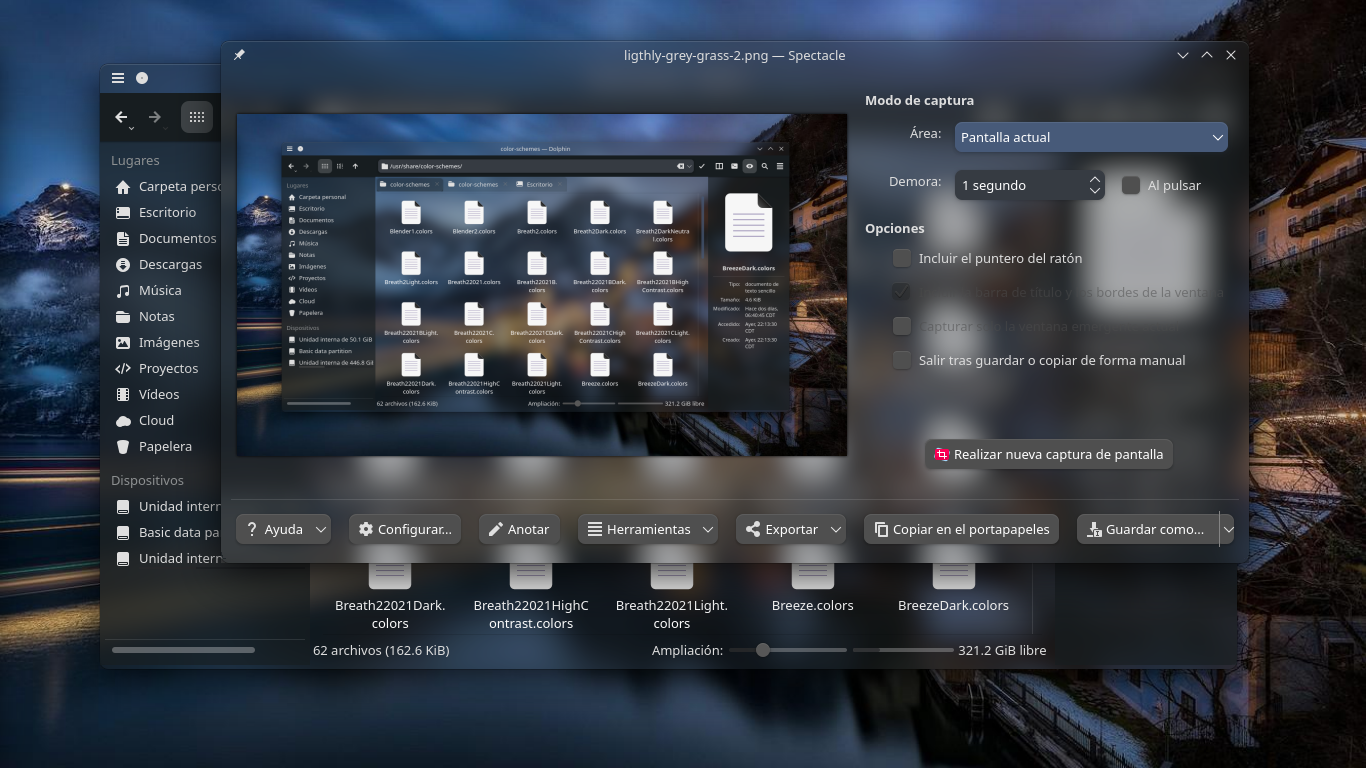 ligthly-grey-grass-2.png — Spectacle
Lugares
Carpeta perso
Escritorio
Documentos
Descargas
Música
Notas
Imágenes
Proyectos
Vídeos
Cloud
Papelera
Dispositivos
Unidad intern
Basic data pa
Unidad intern
color-schemes — Dolphin
/usr/share/color-schemes/
color-schemes
color-schemes
Escritorio
Lugares
Carpeta personal
Escritorio
Documentos
Descargas
Música
Notas
Imágenes
Proyectos
Vídeos
Cloud
Papelera
Dispositivos
Unidad interna de 50.1 GiB
Basic data partition
Unidad interna de 446.8 GiB
Blender1.colors
Blender2.colors
Breath2.colors
Breath2Dark.colors
Breath2DarkNeutra
l.colors
Breath2Light.colors
Breath22021.colors
Breath22021B.
colors
Breath22021BDark.
colors
Breath22021BHigh
Contrast.colors
Breath22021BLight.
colors
Breath22021C.
colors
Breath22021CDark.
colors
Breath22021CHigh
Contrast.colors
Breath22021CLight.
colors
Breath22021Dark.
colors
Breath22021HighC
ontrast.colors
Breath22021Light.
colors
Breeze.colors
BreezeDark.colors
62 archivos (162.6 KiB)
Ampliación:
321.2 GiB libre
BreezeDark.colors
Tipo: documento de
texto sencillo
Tamaño: 4.6 KiB
Modificado: Hace dos días,
06:40:45 CDT
Accedido: Ayer, 22:13:30
CDT
Creado: Ayer, 22:13:30
CDT
Modo de captura
Área: Pantalla actual
Demora: 1 segundo
Al pulsar
Opciones
Incluir el puntero del ratón
barra de título y los bordes de la ventana
Capturar solo la ventana em
Salir tras guardar o copiar de forma manual
Realizar nueva captura de pantalla
Ayuda
Configurar...
Anotar
Herramientas
Exportar
Copiar en el portapapeles
Guardar como...
Breath22021Dark.
colors
Breath22021HighC
ontrast.colors
Breath22021Light.
colors
Breeze.colors
BreezeDark.colors
62 archivos (162.6 KiB)
Ampliación:
321.2 GiB libre